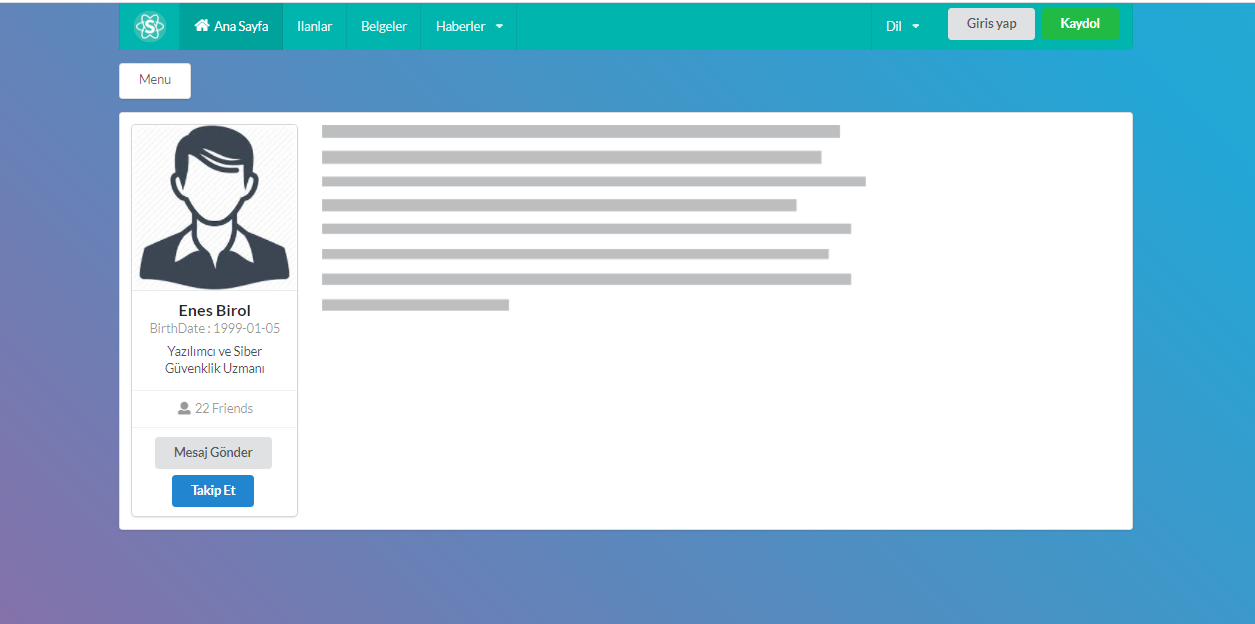 S
Ana Sayfa
Ilanlar
Belgeler
Haberler
Dil
Giris yap
Kaydol
Menu
Enes Birol
BirthDate : 1999-01-05
Yazılımcı ve Siber
Güvenklik Uzmanı
22 Friends
Mesaj Gönder
Takip Et